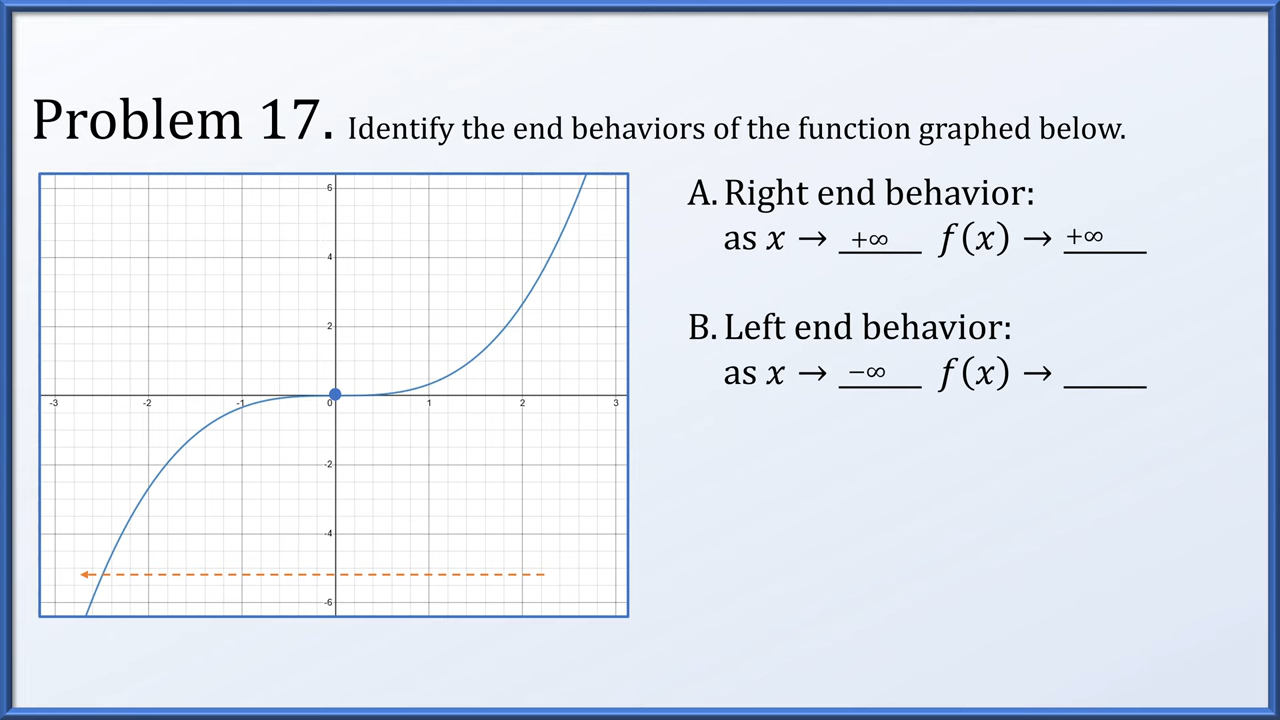 Problem 17. Identify the end behaviors of the function graphed below.
A. Right end behavior:
as x → +∞ f(x) → +∞
B. Left end behavior:
as x → −∞ f(x) → _____
6
4
2
-3 -2 -1 0 1 2 3
-2
-4
-6